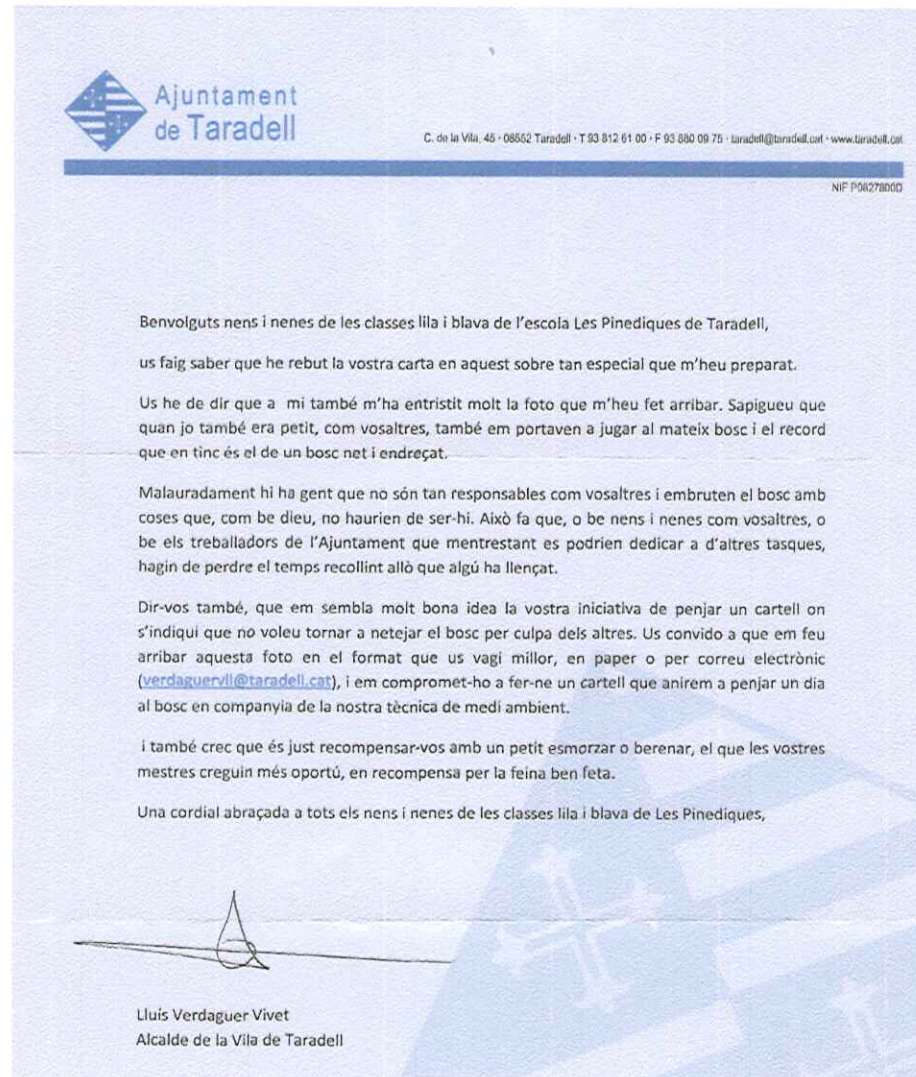 Ajuntament
de Taradell
C. de la Vila, 45 · 08552 Taradell · T 93 812 61 00 · F 93 880 09 75 · taradell@taradell.cat · www.taradell.cat
NIF P0827800D
Benvolguts nens i nenes de les classes lila i blava de l'escola Les Pinediques de Taradell,
us faig saber que he rebut la vostra carta en aquest sobre tan especial que m'heu preparat.
Us he de dir que a mi també m'ha entristit molt la foto que m'heu fet arribar. Sapigueu que
quan jo també era petit, com vosaltres, també em portaven a jugar al mateix bosc i el record
que en tinc és el de un bosc net i endreçat.
Malauradament hi ha gent que no són tan responsables com vosaltres i embruten el bosc amb
coses que, com be dieu, no haurien de ser-hi. Això fa que, o be nens i nenes com vosaltres, o
be els treballadors de l'Ajuntament que mentrestant es podrien dedicar a d'altres tasques,
hagin de perdre el temps recollint allò que algú ha llençat.
Dir-vos també, que em sembla molt bona idea la vostra iniciativa de penjar un cartell on
s'indiqui que no voleu tornar a netejar el bosc per culpa dels altres. Us convido a que em feu
arribar aquesta foto en el format que us vagi millor, en paper o per correu electrònic
(verdaguervll@taradell.cat), i em compromet-ho a fer-ne un cartell que anirem a penjar un dia
al bosc en companyia de la nostra tècnica de medi ambient.
i també crec que és just recompensar-vos amb un petit esmorzar o berenar, el que les vostres
mestres creguin més oportú, en recompensa per la feina ben feta.
Una cordial abraçada a tots els nens i nenes de les classes lila i blava de Les Pinediques,
Lluís Verdaguer Vivet
Alcalde de la Vila de Taradell